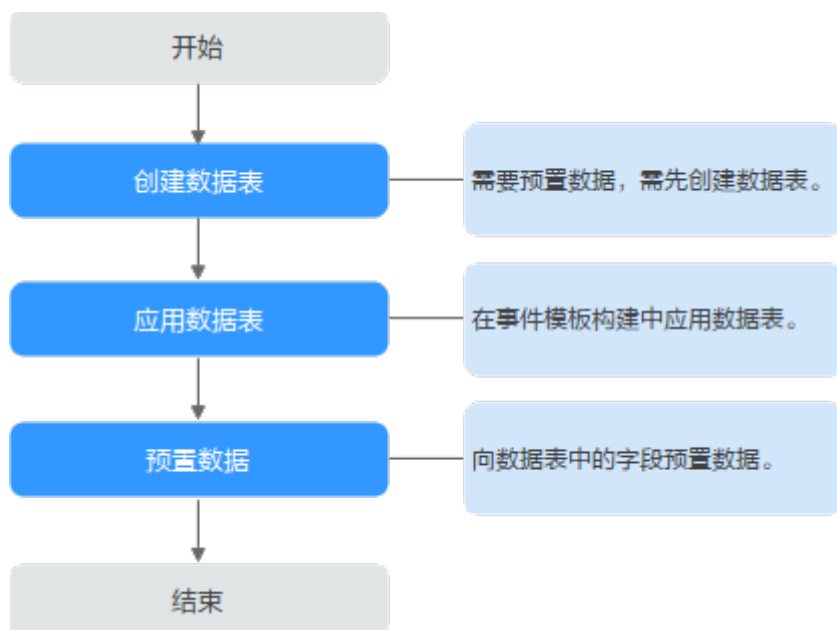 开始
创建数据表
需要预置数据，需先创建数据表。
应用数据表
在事件模板构建中应用数据表。
预置数据
向数据表中的字段预置数据。
结束